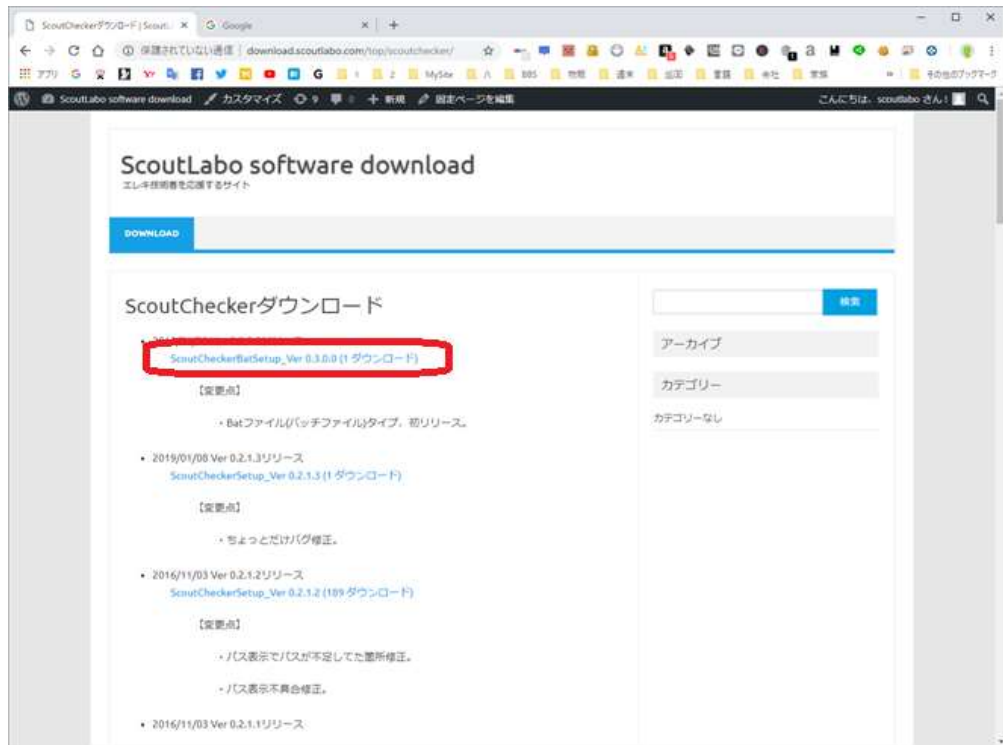 ScoutCheckerダウンロード | Scout...
Google
保護されていない通信 | download.scoutlabo.com/top/scoutchecker/
アプリ
MySite
BBS
言語
会社
家族
その他のブックマーク
ScoutLabo software download
カスタマイズ
9
新規
固定ページを編集
こんにちは、scoutlabo さん!
ScoutLabo software download
エレキ技術者を応援するサイト
DOWNLOAD
ScoutCheckerダウンロード
検索
ScoutCheckerBatSetup_Ver 0.3.0.0 (1 ダウンロード)
アーカイブ
【変更点】
カテゴリー
・Batファイル(バッチファイル)タイプ、初リリース。
カテゴリーなし
• 2019/01/08 Ver 0.2.1.3リリース
ScoutCheckerSetup_Ver 0.2.1.3 (1 ダウンロード)
【変更点】
・ちょっとだけバグ修正。
• 2016/11/03 Ver 0.2.1.2リリース
ScoutCheckerSetup_Ver 0.2.1.2 (189 ダウンロード)
【変更点】
・パス表示でパスが不足してた箇所修正。
・パス表示不具合修正。
• 2016/11/03 Ver 0.2.1.1リリース